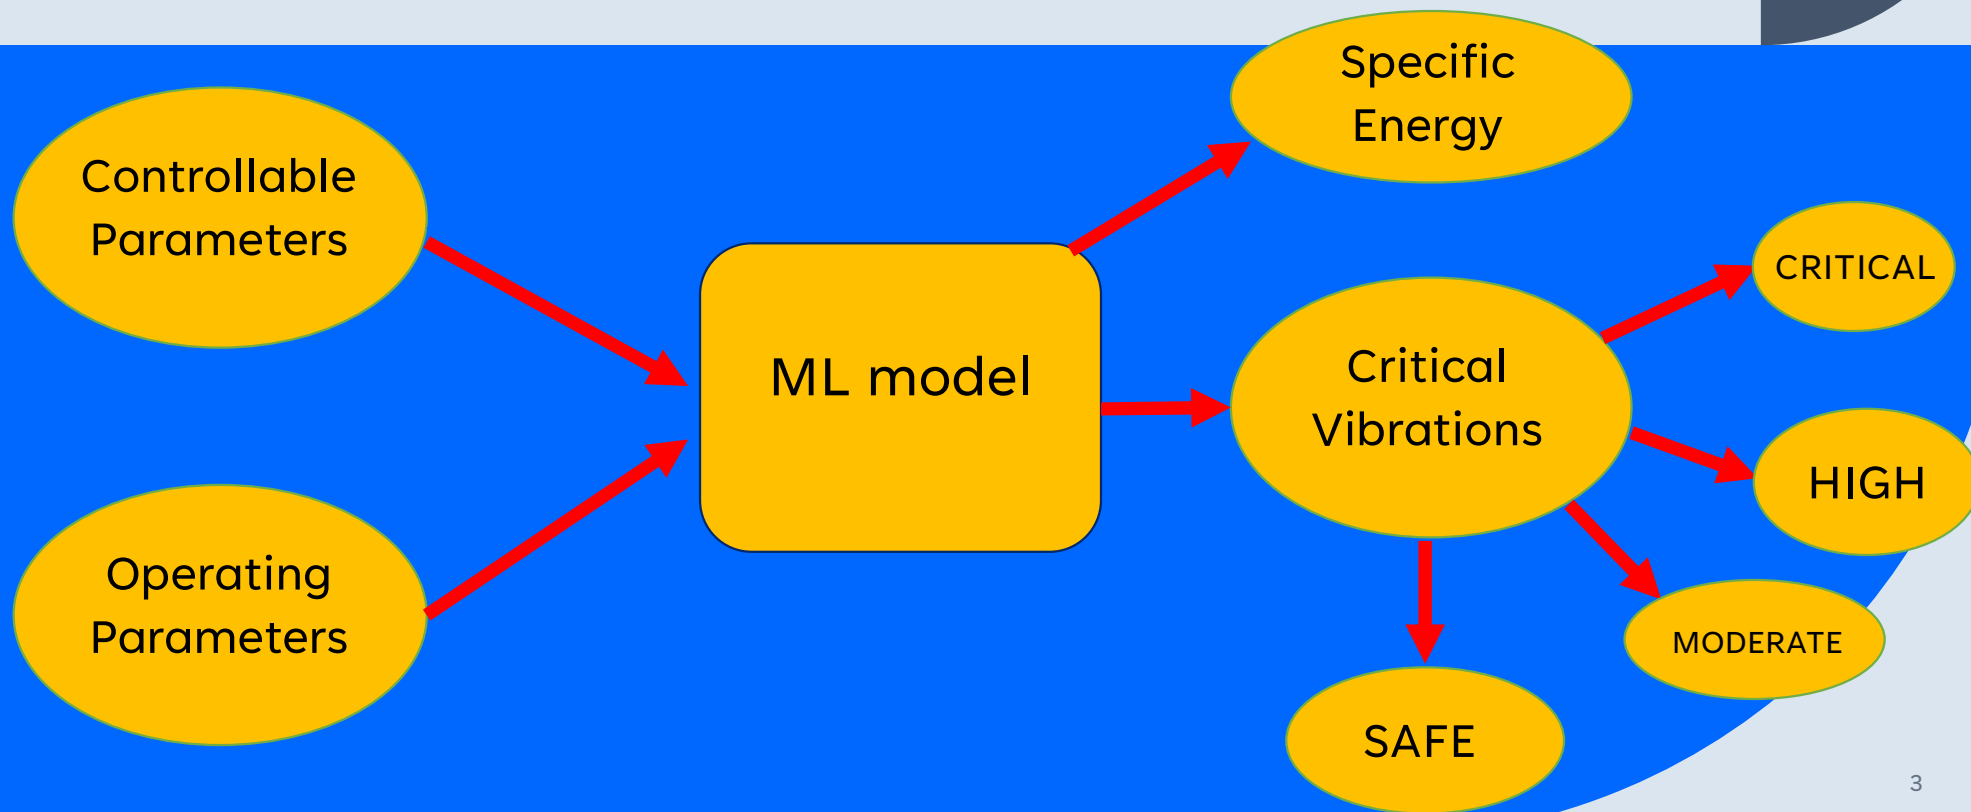 Controllable
Parameters
Operating
Parameters
ML model
Specific
Energy
Critical
Vibrations
CRITICAL
HIGH
MODERATE
SAFE
3